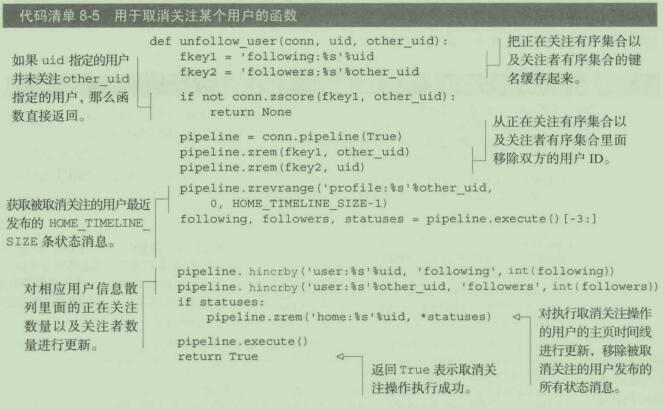 代码清单 8-5 用于取消关注某个用户的函数
def unfollow_user(conn, uid, other_uid):
fkey1 = 'following:%s'%uid
fkey2 = 'followers:%s'%other_uid
把正在关注有序集合以
及关注者有序集合的键
名缓存起来。
如果 uid 指定的用户
并未关注other_uid
指定的用户，那么函
数直接返回。
if not conn.zscore(fkey1, other_uid):
return None
pipeline = conn.pipeline(True)
pipeline.zrem(fkey1, other_uid)
pipeline.zrem(fkey2, uid)
从正在关注有序集合以
及关注者有序集合里面
移除双方的用户 ID。
获取被取消关注的用户最近
发布的 HOME_TIMELINE_
SIZE 条状态消息。
pipeline.zrevrange('profile:%s'%other_uid,
0, HOME_TIMELINE_SIZE-1)
following, followers, statuses = pipeline.execute()[-3:]
对相应用户信息散
列里面的正在关注
数量以及关注者数
量进行更新。
pipeline. hincrby('user:%s'%uid, 'following', int(following))
pipeline. hincrby('user:%s'%other_uid, 'followers', int(followers))
if statuses:
pipeline.zrem('home:%s'%uid, *statuses)
对执行取消关注操作
的用户的主页时间线
进行更新，移除被取
消关注的用户发布的
所有状态消息。
pipeline.execute()
return True
返回 True 表示取消关
注操作执行成功。